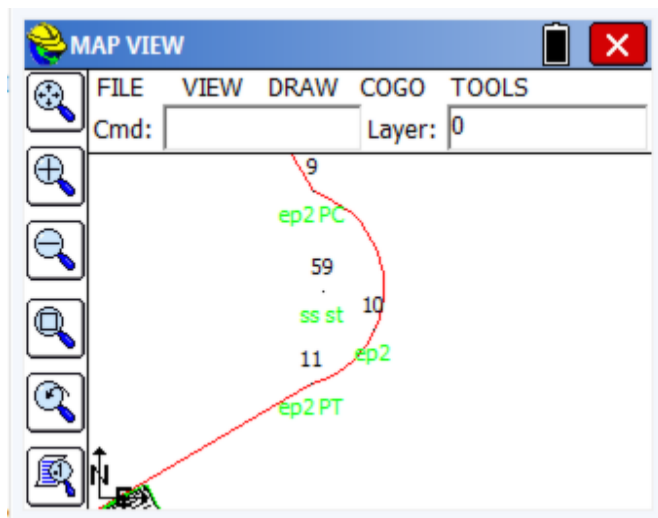 MAP VIEW
FILE VIEW DRAW COGO TOOLS
Cmd: Layer: 0
9
ep2 PC
59
ss st
10
ep2
11
ep2 PT
N